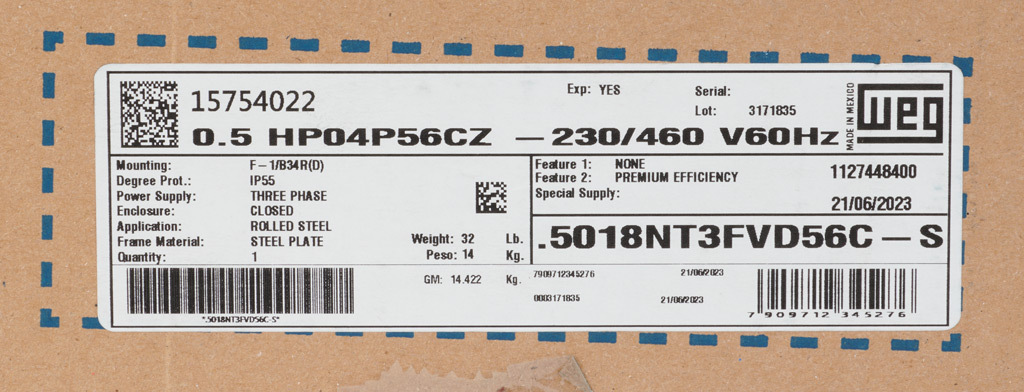 15754022
Exp: YES
Serial:
Lot: 3171835
MADE IN MEXICO
weg
0.5 HP04P56CZ - 230/460 V60Hz
Mounting: F-1/B34R(D)
Degree Prot.: IP55
Power Supply: THREE PHASE
Enclosure: CLOSED
Application: ROLLED STEEL
Frame Material: STEEL PLATE
Quantity: 1
Weight: 32 Lb.
Peso: 14 Kg.
Feature 1: NONE
Feature 2: PREMIUM EFFICIENCY
Special Supply:
1127448400
21/06/2023
.5018NT3FVD56C-S
GM: 14.422 Kg.
*.5018NT3FVD56C-S*
7909712345276 21/06/2023
0003171835 21/06/2023
7 909712 345276